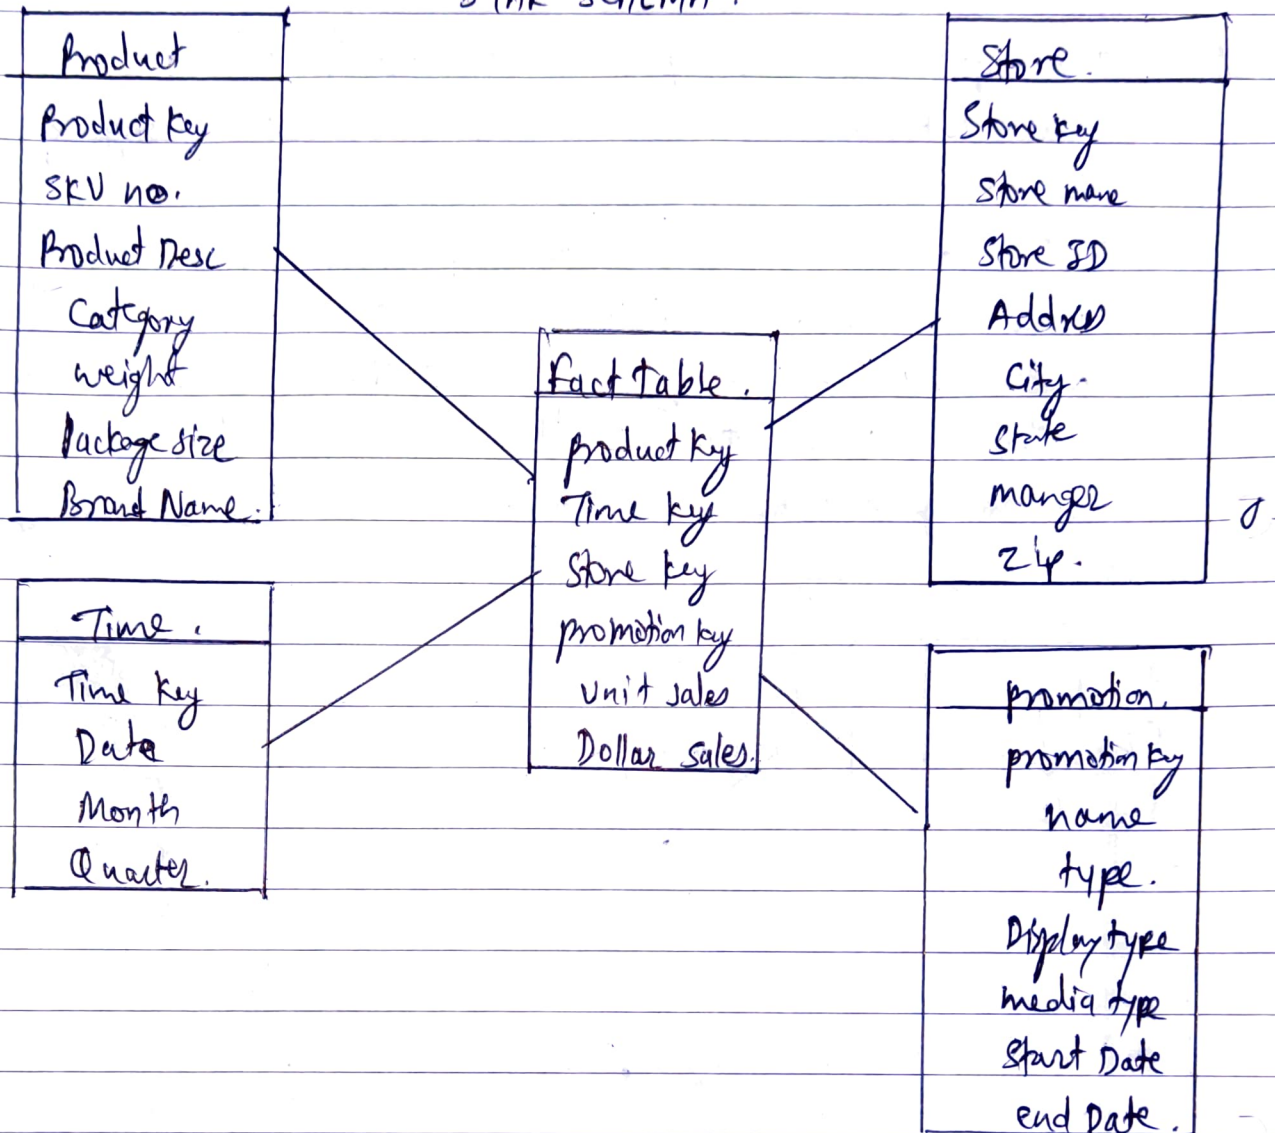 Product
Product Key
SKU no.
Product Desc
Category
weight
Package size
Brand Name.
Time.
Time Key
Date
Month
Quarter.
Fact table.
product key
Time key
Store key
promotion key
Unit sales
Dollar sales.
Store.
Store key
Store mane
Store ID
Addres
City.
State
manger
Zip.
promotion.
promotion key
name
type.
Display type
media type
Start Date
end Date.